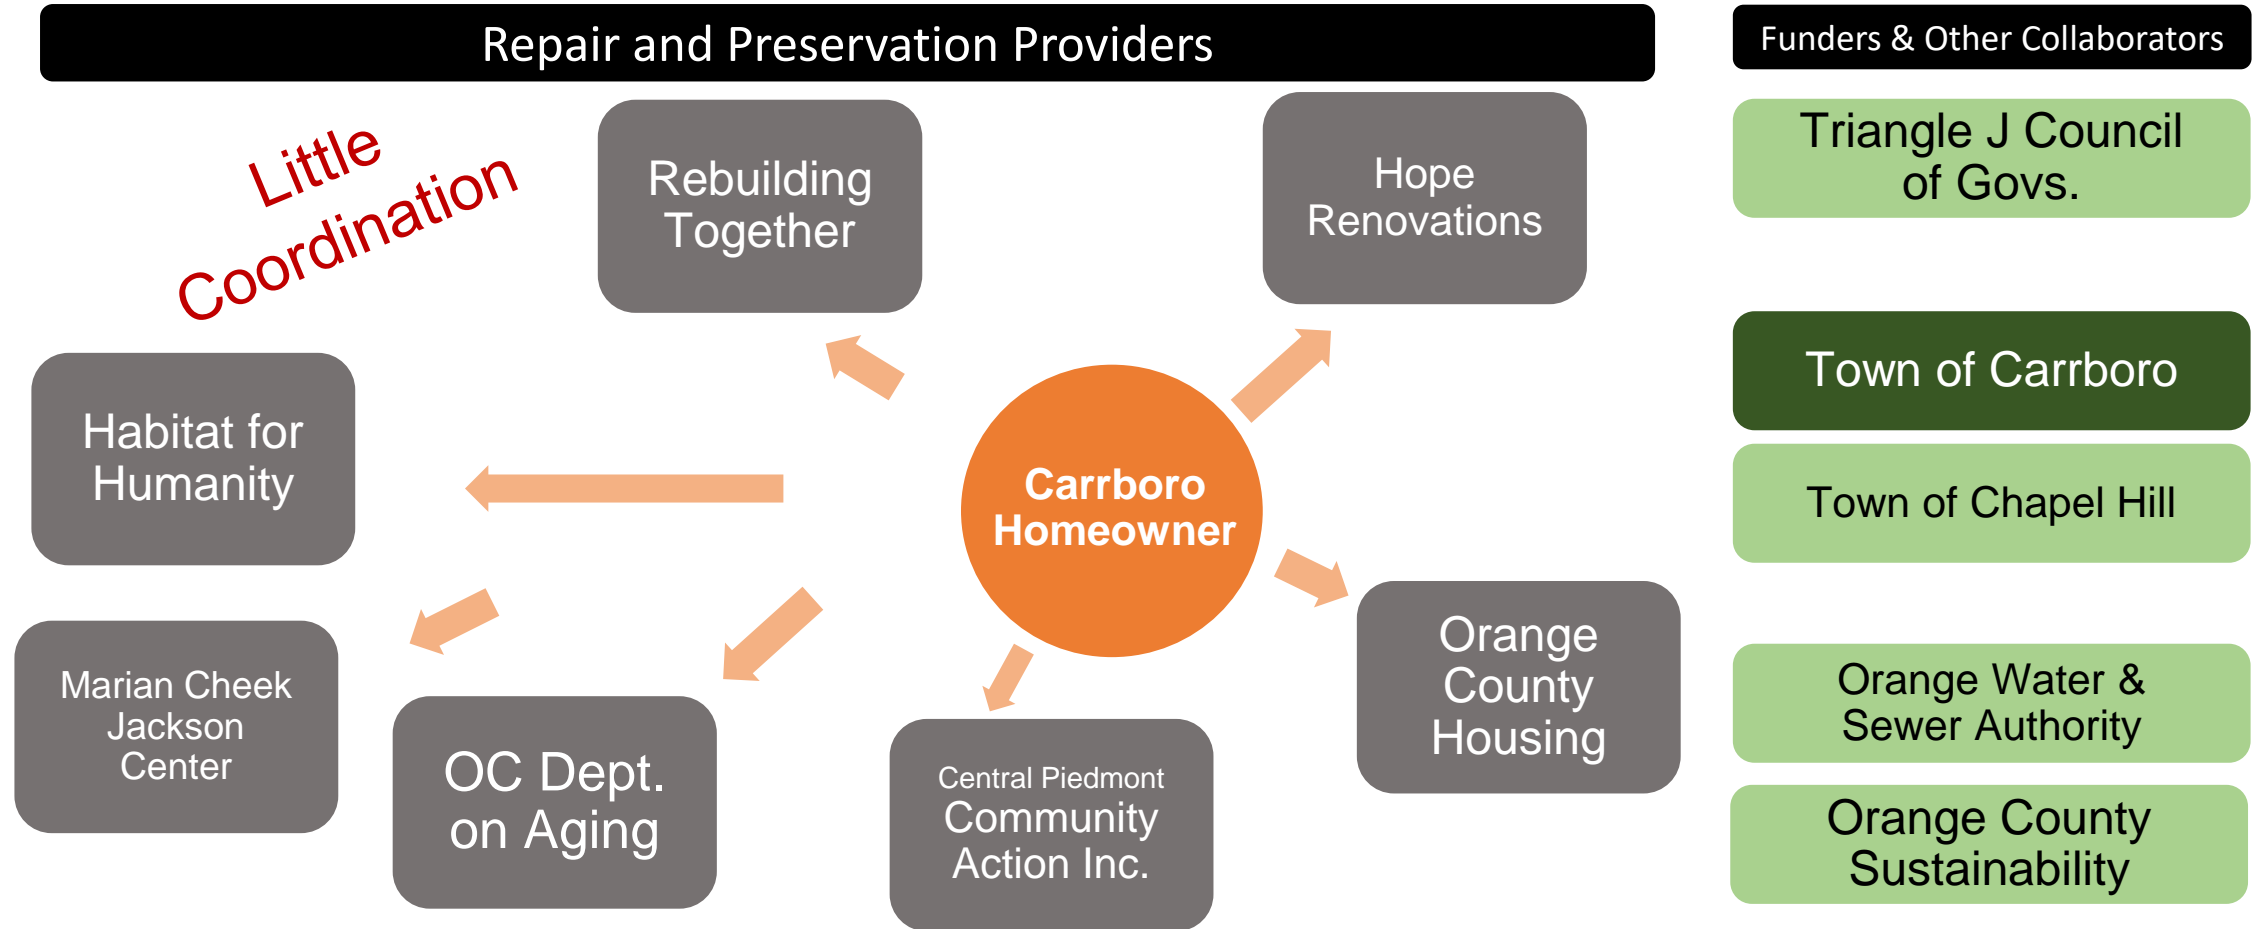 Repair and Preservation Providers
Funders & Other Collaborators
Little
Coordination
Rebuilding
Together
Hope
Renovations
Habitat for
Humanity
Carrboro
Homeowner
Marian Cheek
Jackson
Center
OC Dept.
on Aging
Central Piedmont
Community
Action Inc.
Orange
County
Housing
Triangle J Council
of Govs.
Town of Carrboro
Town of Chapel Hill
Orange Water &
Sewer Authority
Orange County
Sustainability